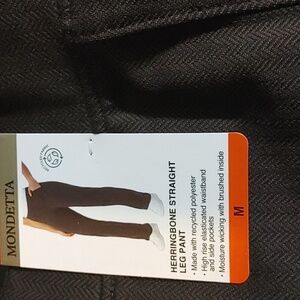 MONDETTA
HERRINGBONE STRAIGHT
LEG PANT
• Made with recycled polyester
• High rise elasticated waistband
and side pockets
• Moisture wicking with brushed inside
M